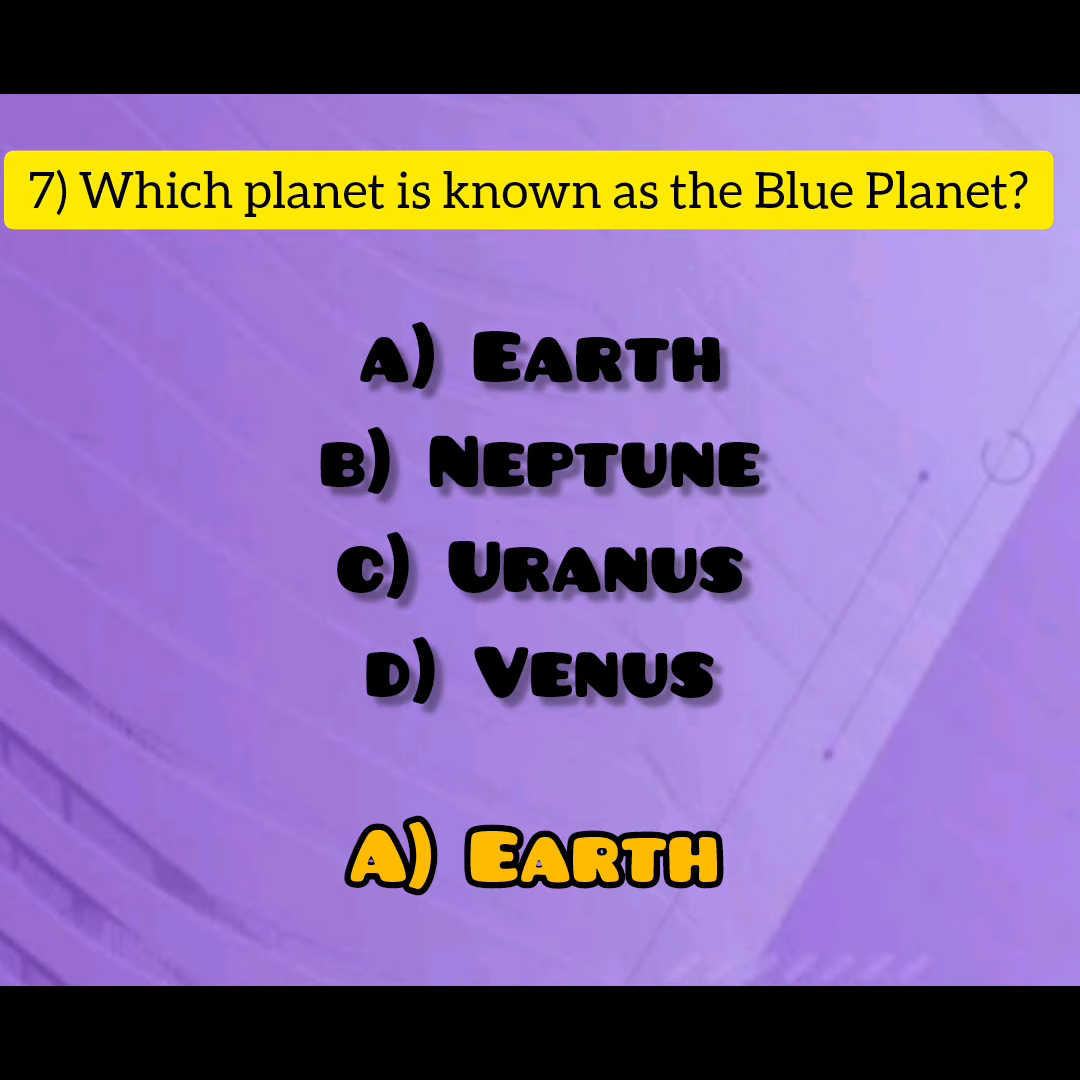 7) Which planet is known as the Blue Planet?
A) Earth
B) Neptune
C) Uranus
D) Venus
A) Earth